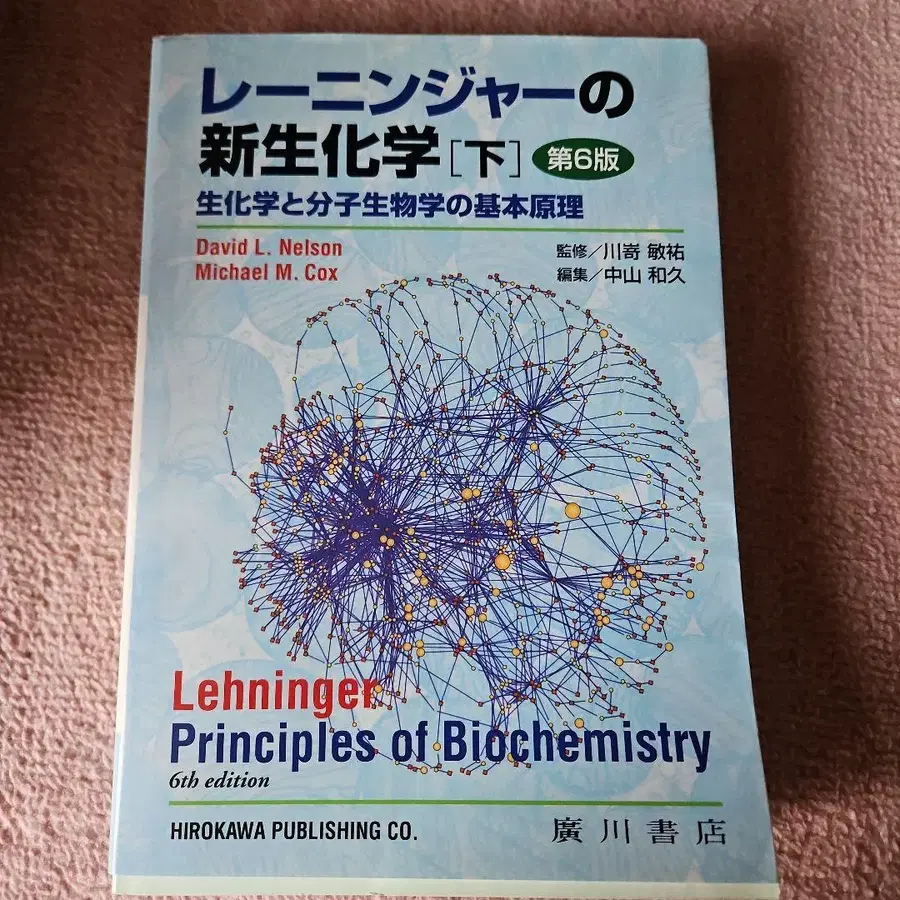 レーニンジャーの
新生化学[下] 第6版
生化学と分子生物学の基本原理
David L. Nelson
Michael M. Cox
監修/川嵜 敏祐
編集/中山 和久
Lehninger
Principles of Biochemistry
6th edition
HIROKAWA PUBLISHING CO. 廣川書店